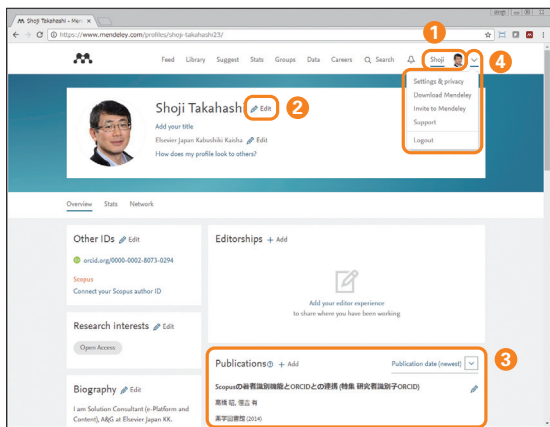 Shoji Takahashi - Men
https://www.mendeley.com/profiles/shoji-takahashi23/
Feed Library Suggest Stats Groups Data Careers Search Shoji
1
4
Settings & privacy
Download Mendeley
Invite to Mendeley
Support
Logout
Shoji Takahashi Edit
2
Add your title
Elsevier Japan Kabushiki Kaisha Edit
How does my profile look to others?
Overview Stats Network
Other IDs Edit
orcid.org/0000-0002-8073-0294
Scopus
Connect your Scopus author ID
Research interests Edit
Open Access
Biography Edit
I am Solution Consultant (e-Platform and
Content), A&G at Elsevier Japan KK.
Editorships + Add
Add your editor experience
to share where you have been working
3
Publications + Add Publication date (newest)
Scopusの著者識別機能とORCIDとの連携 (特集 研究者識別子ORCID)
高橋 昭, 恒吉 有
薬学図書館 (2014)